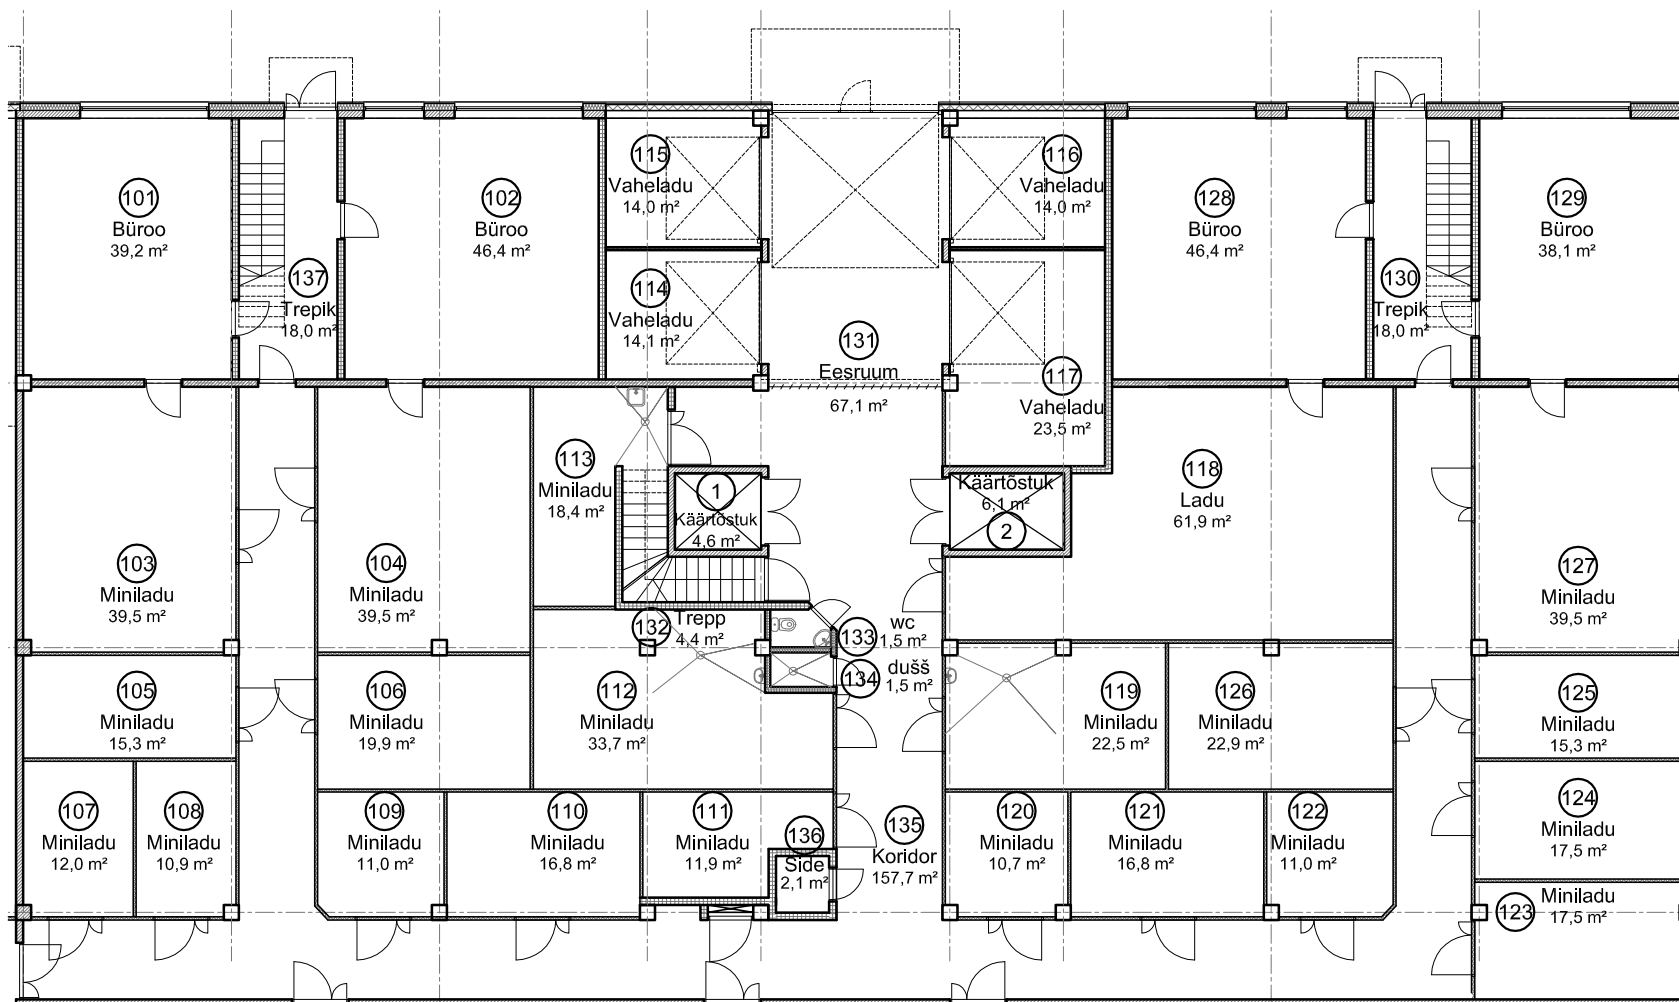 101
Büroo
39,2 m²
137
Trepik
18,0 m²
102
Büroo
46,4 m²
115
Vaheladu
14,0 m²
114
Vaheladu
14,1 m²
131
Eesruum
67,1 m²
116
Vaheladu
14,0 m²
117
Vaheladu
23,5 m²
128
Büroo
46,4 m²
130
Trepik
18,0 m²
129
Büroo
38,1 m²
103
Miniladu
39,5 m²
104
Miniladu
39,5 m²
113
Miniladu
18,4 m²
1
Käärtõstuk
4,6 m²
Käärtõstuk
6,1 m²
2
118
Ladu
61,9 m²
127
Miniladu
39,5 m²
132
Trepp
4,4 m²
133
wc
1,5 m²
134
dušš
1,5 m²
105
Miniladu
15,3 m²
106
Miniladu
19,9 m²
112
Miniladu
33,7 m²
119
Miniladu
22,5 m²
126
Miniladu
22,9 m²
125
Miniladu
15,3 m²
107
Miniladu
12,0 m²
108
Miniladu
10,9 m²
109
Miniladu
11,0 m²
110
Miniladu
16,8 m²
111
Miniladu
11,9 m²
136
Side
2,1 m²
135
Koridor
157,7 m²
120
Miniladu
10,7 m²
121
Miniladu
16,8 m²
122
Miniladu
11,0 m²
124
Miniladu
17,5 m²
123
Miniladu
17,5 m²